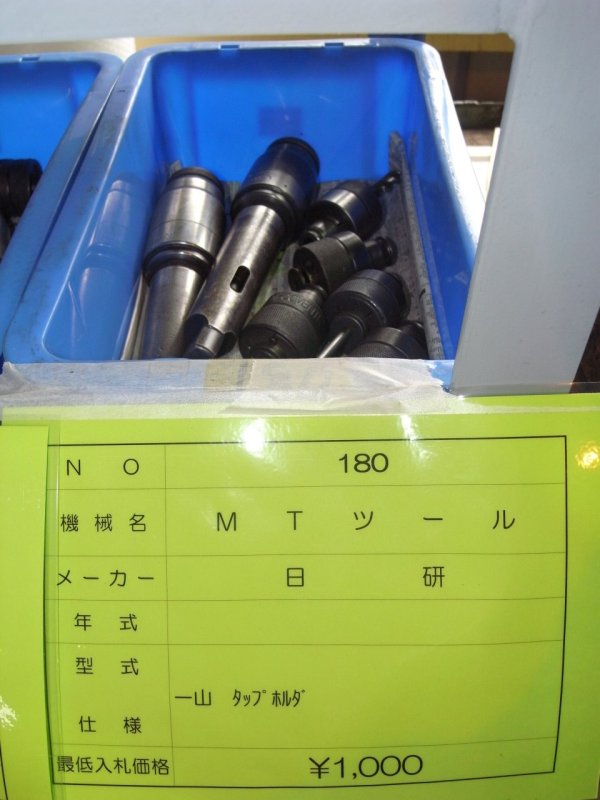 NO 180
機械名 MTツール
メーカー 日研
年式
型式
一山 ﾀｯﾌﾟﾎﾙﾀﾞ
仕様
最低入札価格 ¥1,000